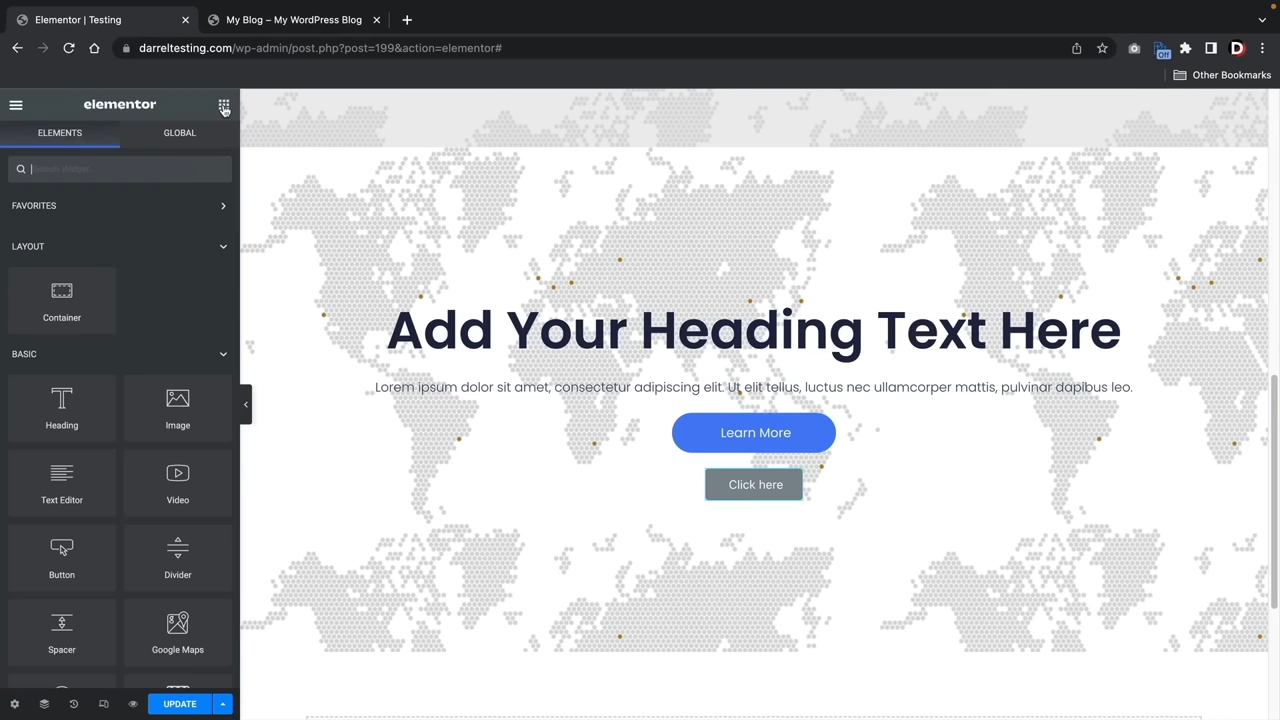 Elementor | Testing
My Blog – My WordPress Blog
darreltesting.com/wp-admin/post.php?post=199&action=elementor#
Off
D
Other Bookmarks
elementor
ELEMENTS
GLOBAL
Search Widget...
FAVORITES
LAYOUT
Container
BASIC
Heading
Image
Text Editor
Video
Button
Divider
Spacer
Google Maps
UPDATE
Add Your Heading Text Here
Lorem ipsum dolor sit amet, consectetur adipiscing elit. Ut elit tellus, luctus nec ullamcorper mattis, pulvinar dapibus leo.
Learn More
Click here